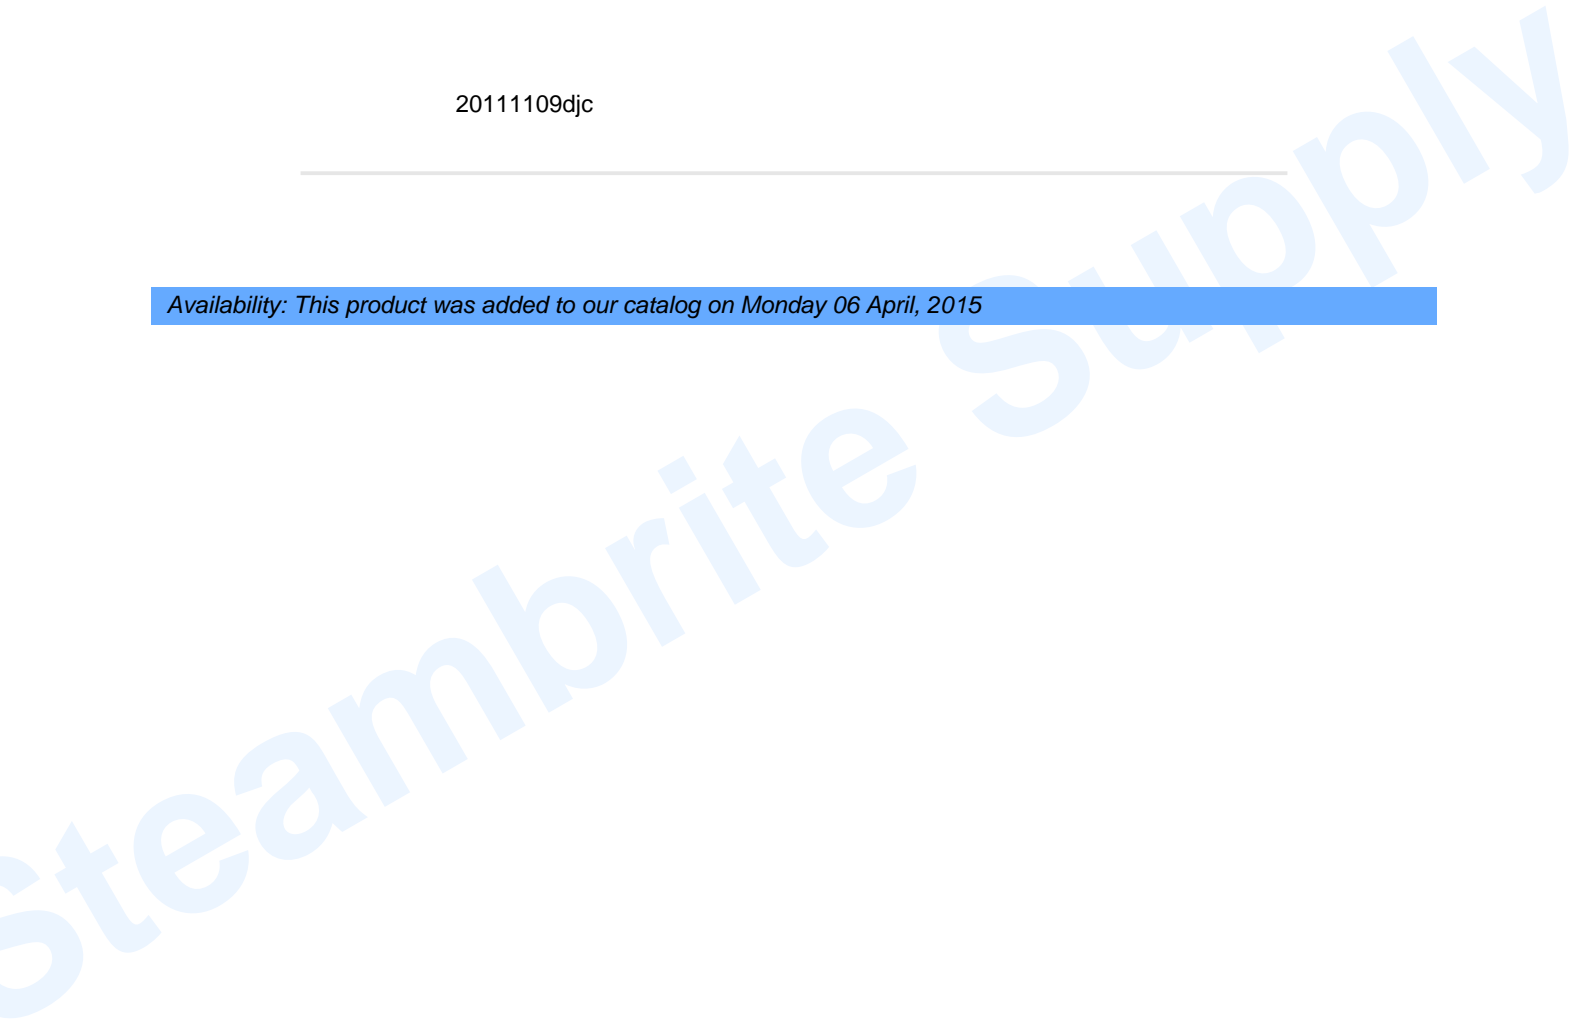 20111109djc
Availability: This product was added to our catalog on Monday 06 April, 2015
Steambrite Supply